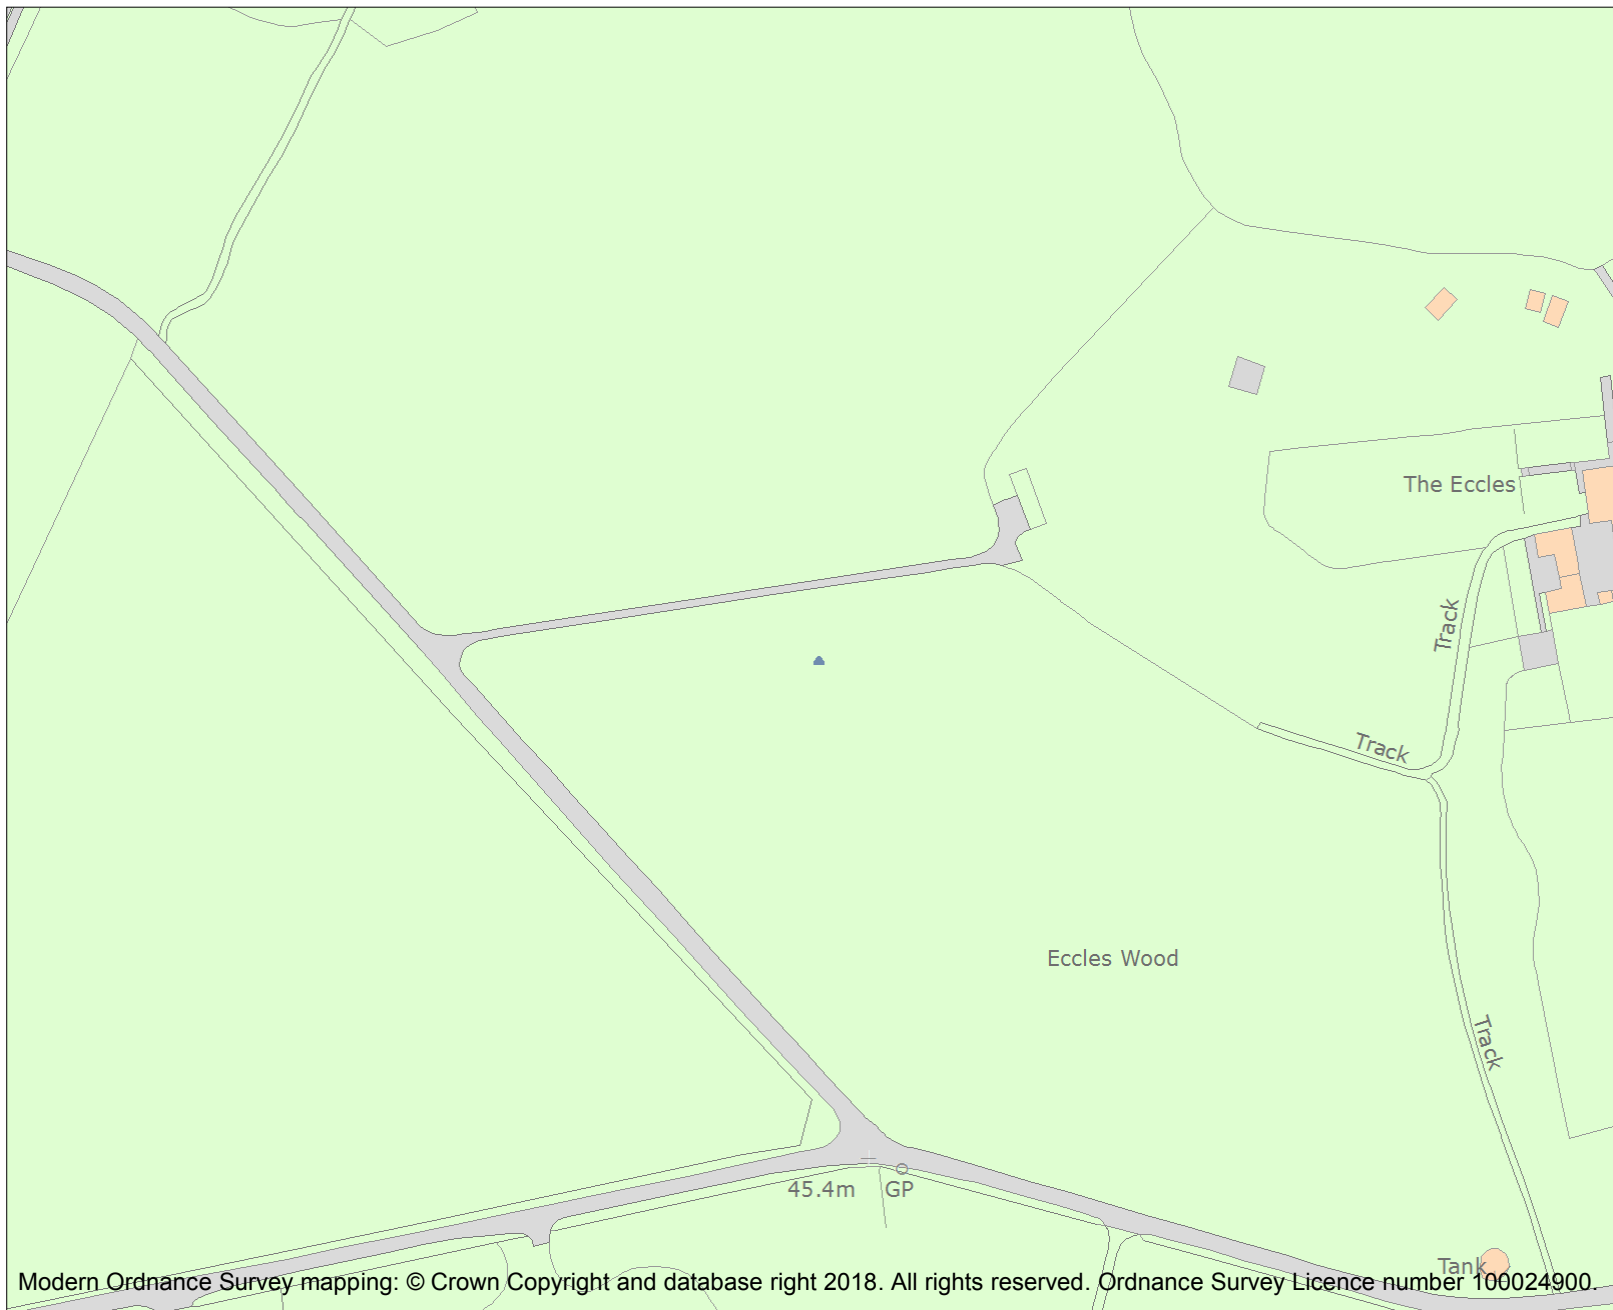 The Eccles
Track
Track
Eccles Wood
Track
45.4m GP
Tank
Modern Ordnance Survey mapping: © Crown Copyright and database right 2018. All rights reserved. Ordnance Survey Licence number 100024900.